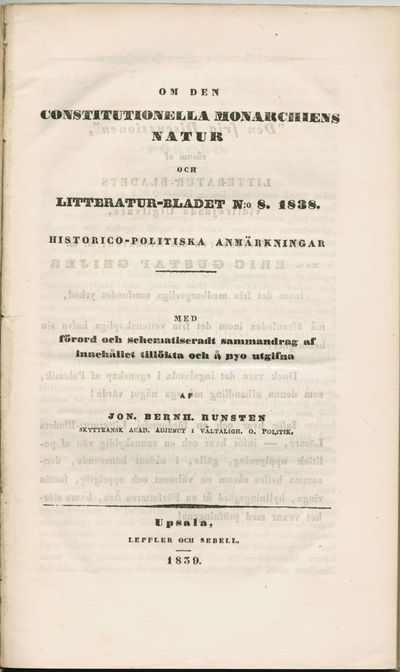 OM DEN
CONSTITUTIONELLA MONARCHIENS
NATUR
OCH
LITTERATUR-BLADET N:o 8. 1838.
HISTORICO-POLITISKA ANMÄRKNINGAR
MED
förord och schematiseradt sammandrag af
innehållet tillökta och å nyo utgifna
AF
JON. BERNH. RUNSTEN
SKYTTEANSK ACAD. ADJUNCT I VÄLTALIGH. O. POLITIK.
Upsala,
LEFFLER OCH SEBELL.
1839.